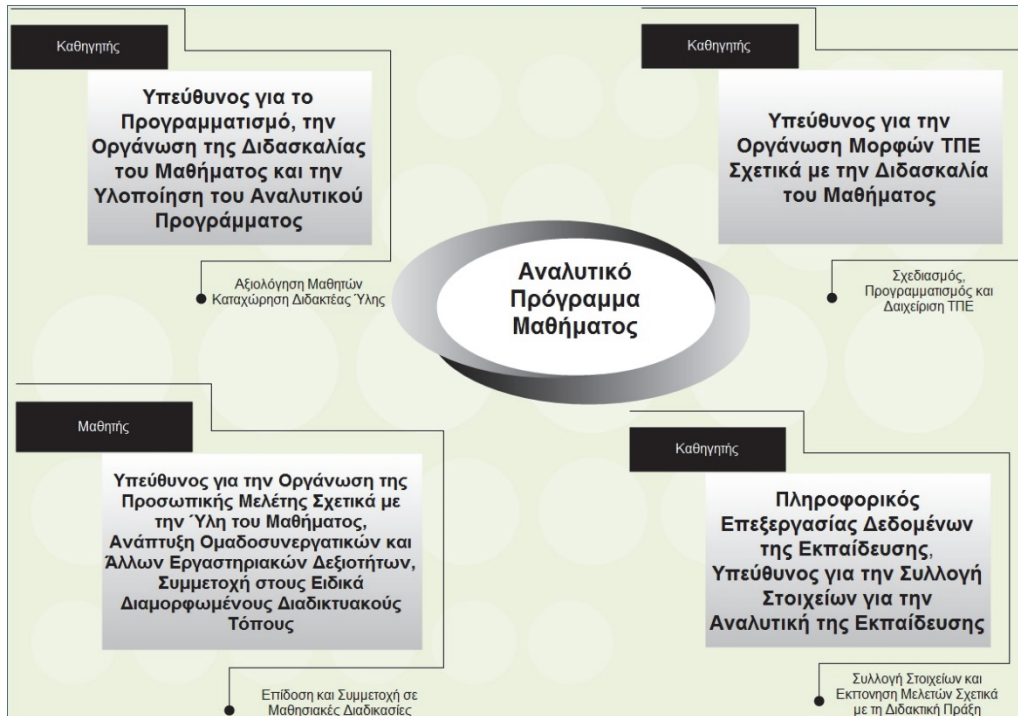 Καθηγητής
Υπεύθυνος για το
Προγραμματισμό, την
Οργάνωση της Διδασκαλίας
του Μαθήματος και την
Υλοποίηση του Αναλυτικού
Προγράμματος
Αξιολόγηση Μαθητών
Καταχώρηση Διδακτέας Ύλης
Καθηγητής
Υπεύθυνος για την
Οργάνωση Μορφών ΤΠΕ
Σχετικά με την Διδασκαλία
του Μαθήματος
Σχεδιασμός,
Προγραμματισμός και
Δαιχείριση ΤΠΕ
Αναλυτικό
Πρόγραμμα
Μαθήματος
Μαθητής
Υπεύθυνος για την Οργάνωση της
Προσωπικής Μελέτης Σχετικά με
την Ύλη του Μαθήματος,
Ανάπτυξη Ομαδοσυνεργατικών και
Άλλων Εργαστηριακών Δεξιοτήτων,
Συμμετοχή στους Ειδικά
Διαμορφωμένους Διαδικτυακούς
Τόπους
Επίδοση και Συμμετοχή σε
Μαθησιακές Διαδικασίες
Καθηγητής
Πληροφορικός
Επεξεργασίας Δεδομένων
της Εκπαίδευσης,
Υπεύθυνος για την Συλλογή
Στοιχείων για την
Αναλυτική της Εκπαίδευσης
Συλλογή Στοιχείων και
Εκπονηση Μελετών Σχετικά
με τη Διδακτική Πράξη